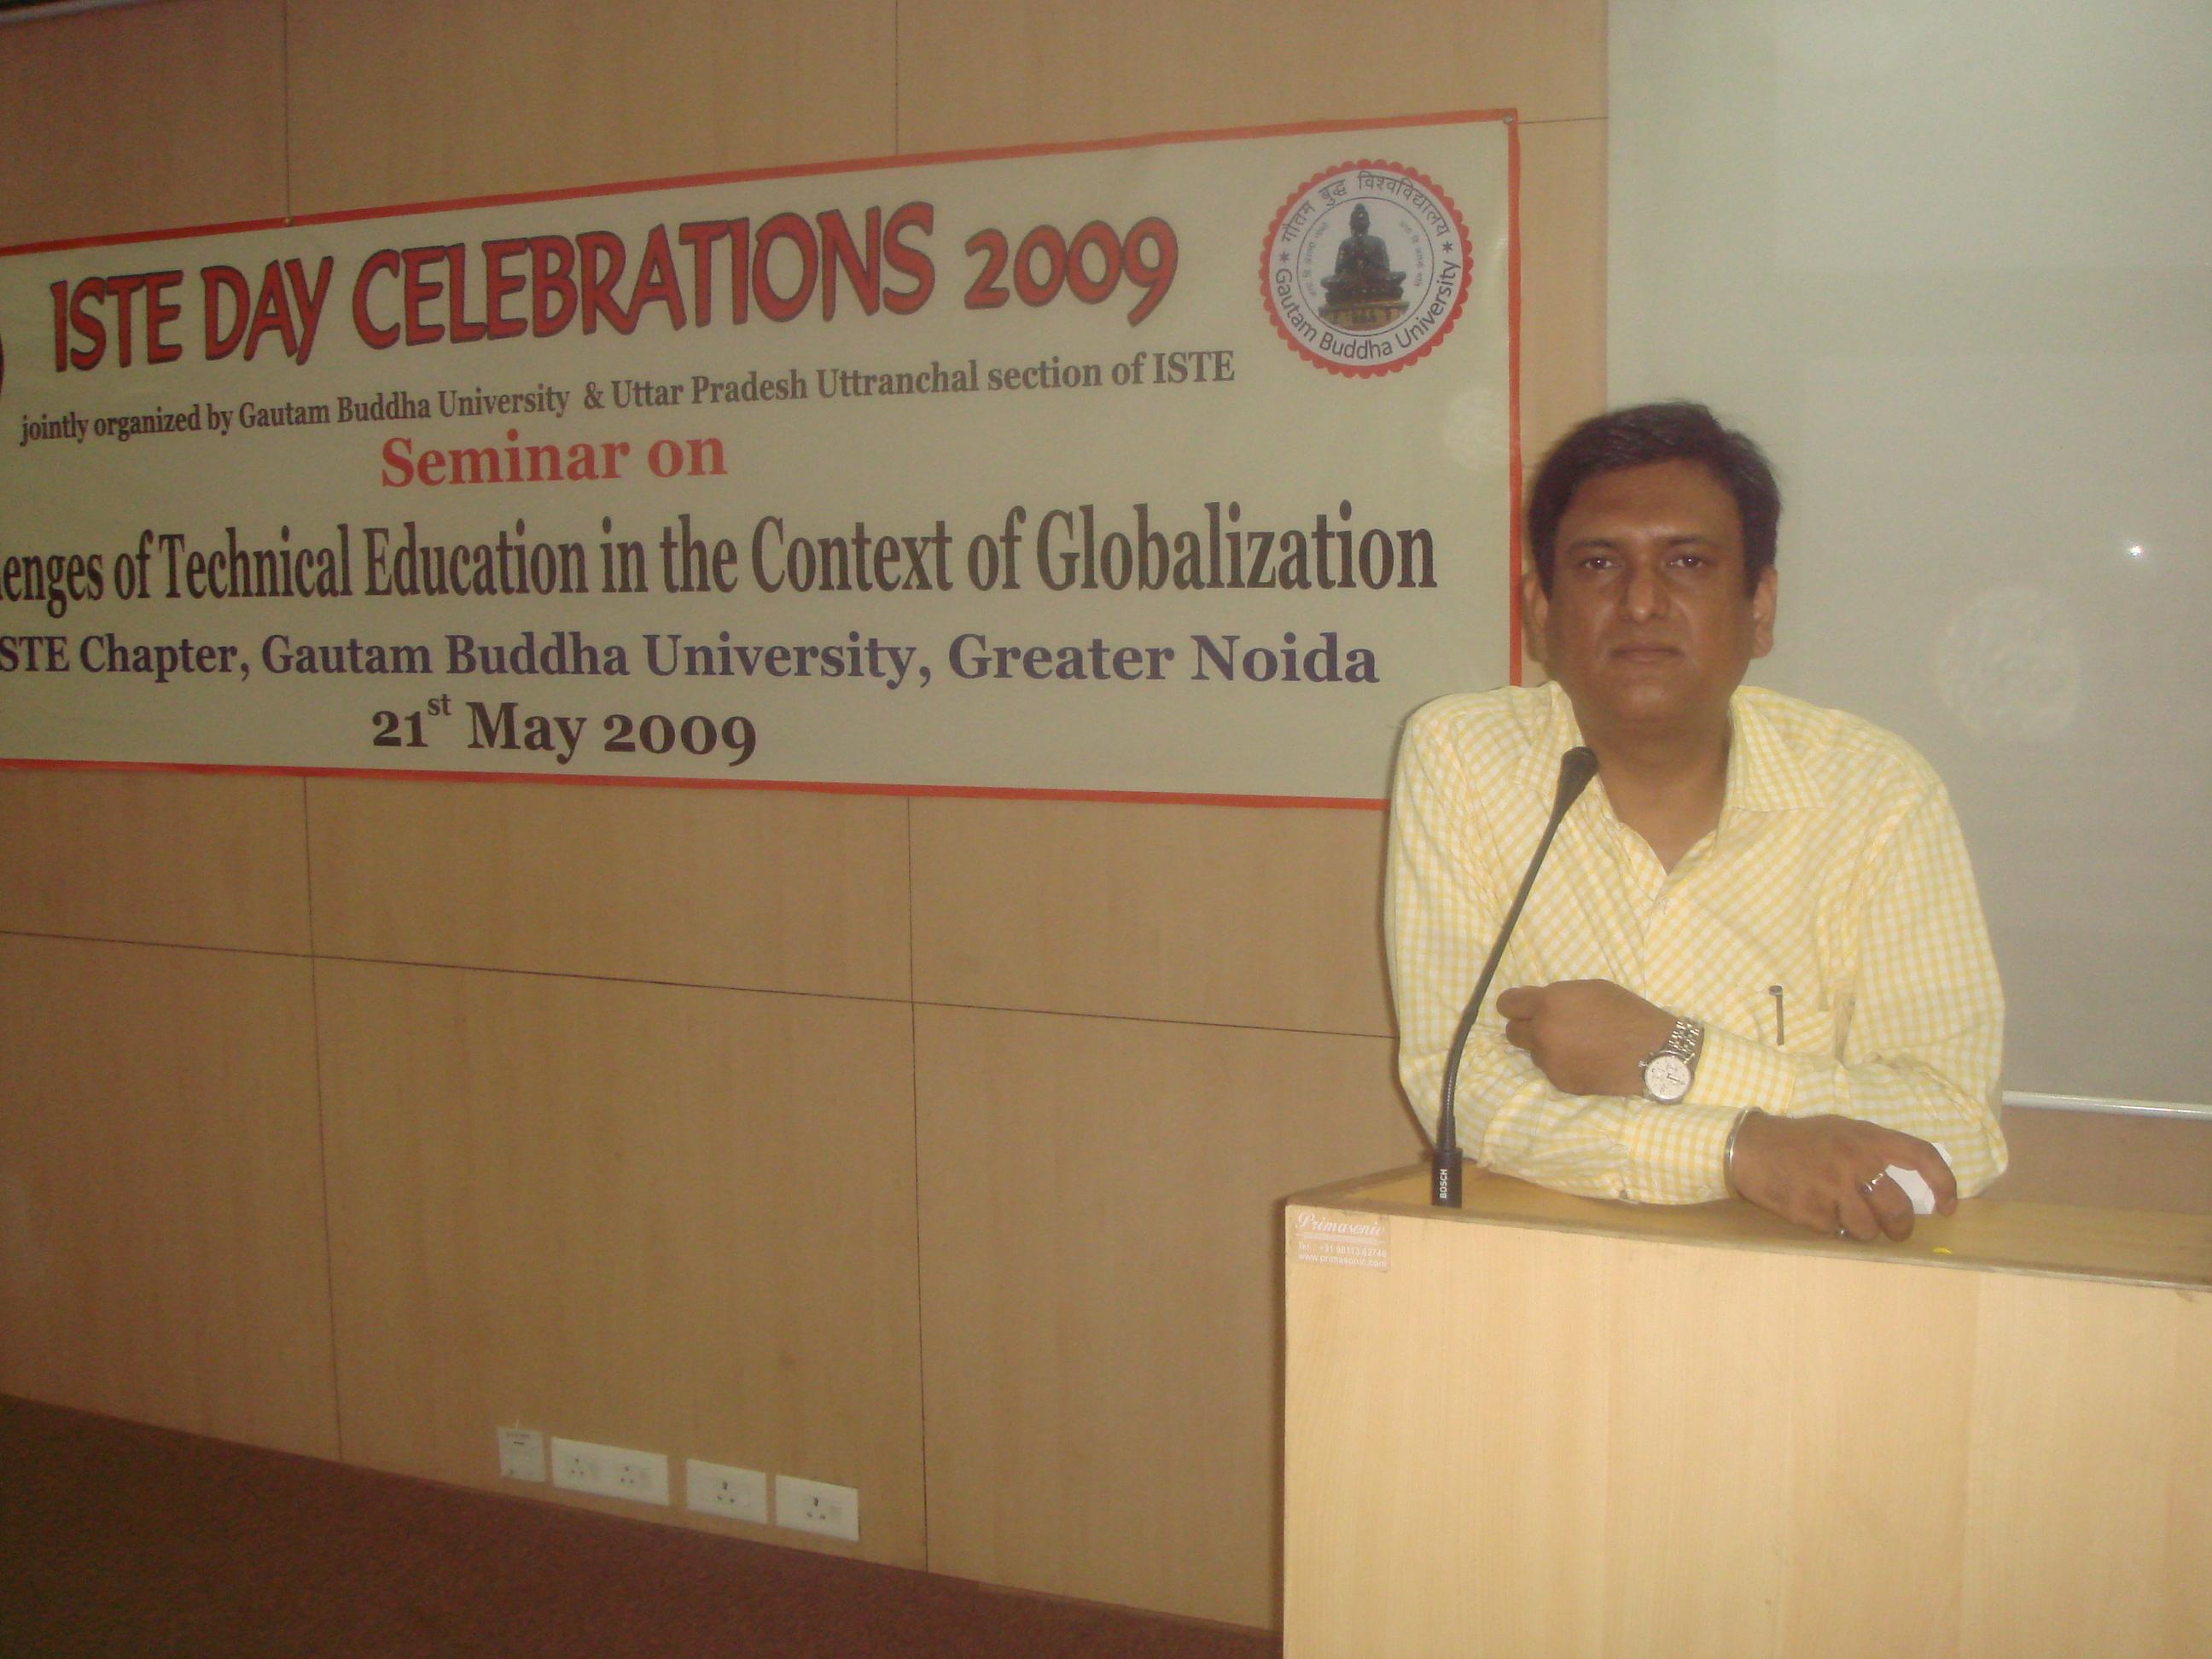 ISTE DAY CELEBRATIONS 2009
jointly organized by Gautam Buddha University & Uttar Pradesh Uttranchal section of ISTE
Seminar on
lenges of Technical Education in the Context of Globalization
STE Chapter, Gautam Buddha University, Greater Noida
21st May 2009
* गौतम बुद्ध विश्वविद्यालय *
Gautam Buddha University
BOSCH
Primasonic